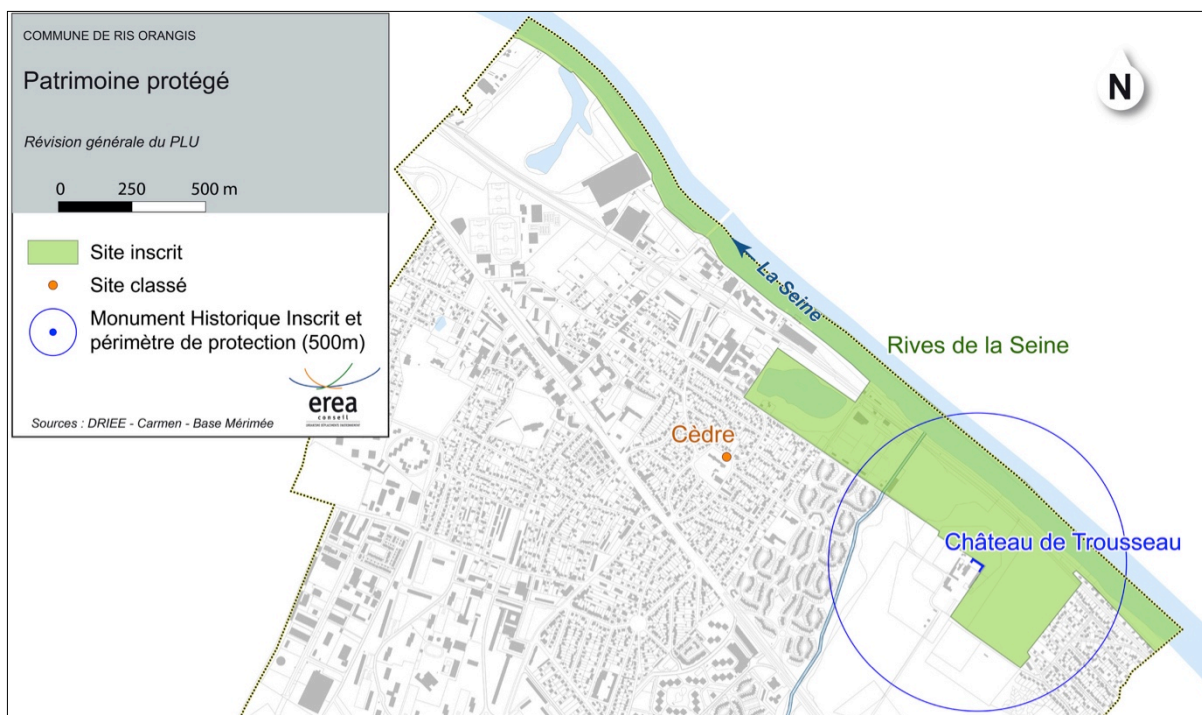 COMMUNE DE RIS ORANGIS
Patrimoine protégé
Révision générale du PLU
0 250 500 m
Site inscrit
Site classé
Monument Historique Inscrit et
périmètre de protection (500m)
erea
conseil
Sources : DRIEE - Carmen - Base Mérimée
N
La Seine
Rives de la Seine
Cèdre
Château de Trousseau